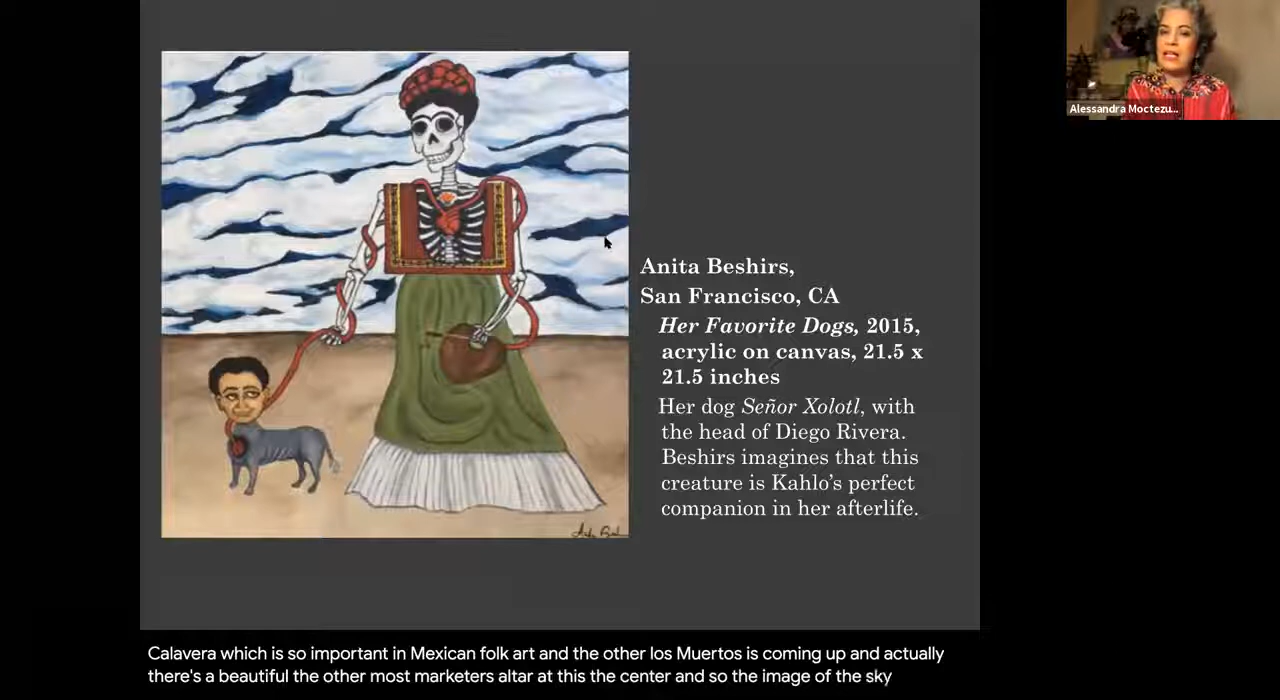 Alessandra Moctezu...
Anita Beshirs,
San Francisco, CA
Her Favorite Dogs, 2015,
acrylic on canvas, 21.5 x
21.5 inches
Her dog Señor Xolotl, with
the head of Diego Rivera.
Beshirs imagines that this
creature is Kahlo's perfect
companion in her afterlife.
Calavera which is so important in Mexican folk art and the other los Muertos is coming up and actually
there's a beautiful the other most marketers altar at this the center and so the image of the sky